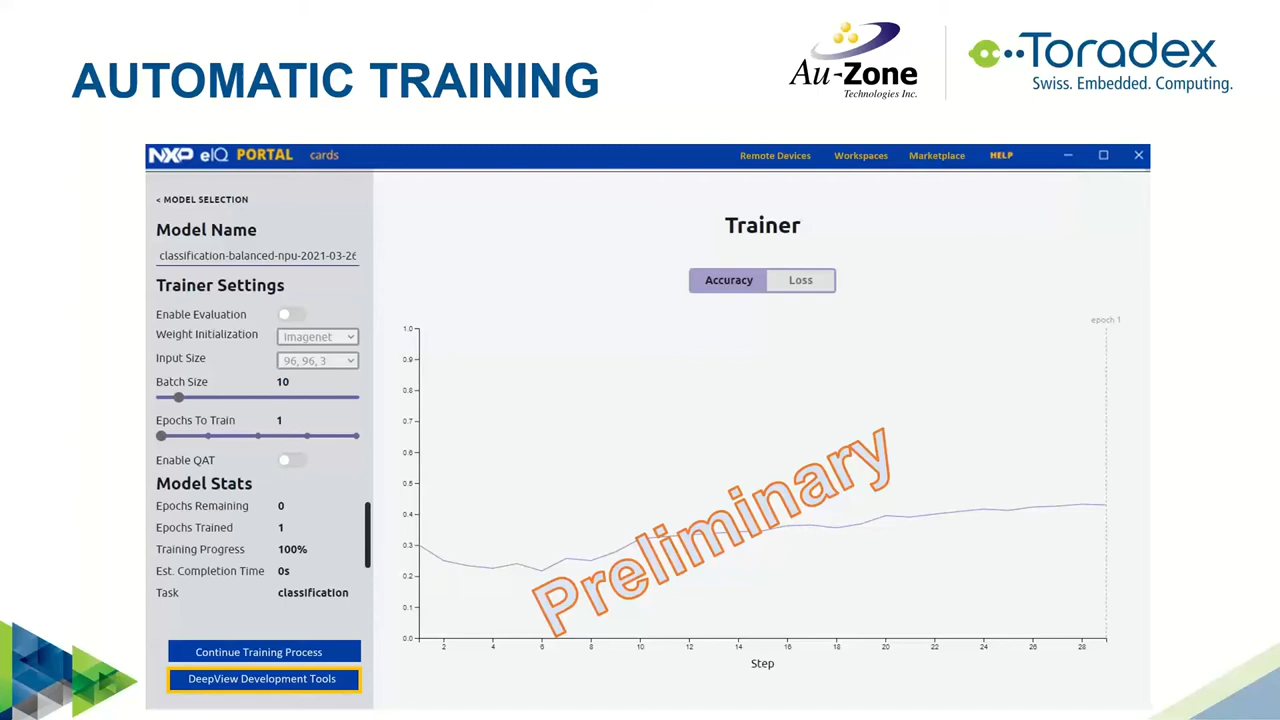 AUTOMATIC TRAINING
Au-Zone
Technologies Inc.
Toradex
Swiss. Embedded. Computing.
NXP eIQ PORTAL cards
Remote Devices Workspaces Marketplace HELP
< MODEL SELECTION
Model Name
classification-balanced-npu-2021-03-26
Trainer Settings
Enable Evaluation
Weight Initialization imagenet
Input Size 96, 96, 3
Batch Size 10
Epochs To Train 1
Enable QAT
Model Stats
Epochs Remaining 0
Epochs Trained 1
Training Progress 100%
Est. Completion Time 0s
Task classification
Continue Training Process
DeepView Development Tools
Trainer
Accuracy Loss
epoch 1
1.0
0.9
0.8
0.7
0.6
0.5
0.4
0.3
0.2
0.1
0.0
2 4 6 8 10 12 14 16 18 20 22 24 26 28
Step
Preliminary